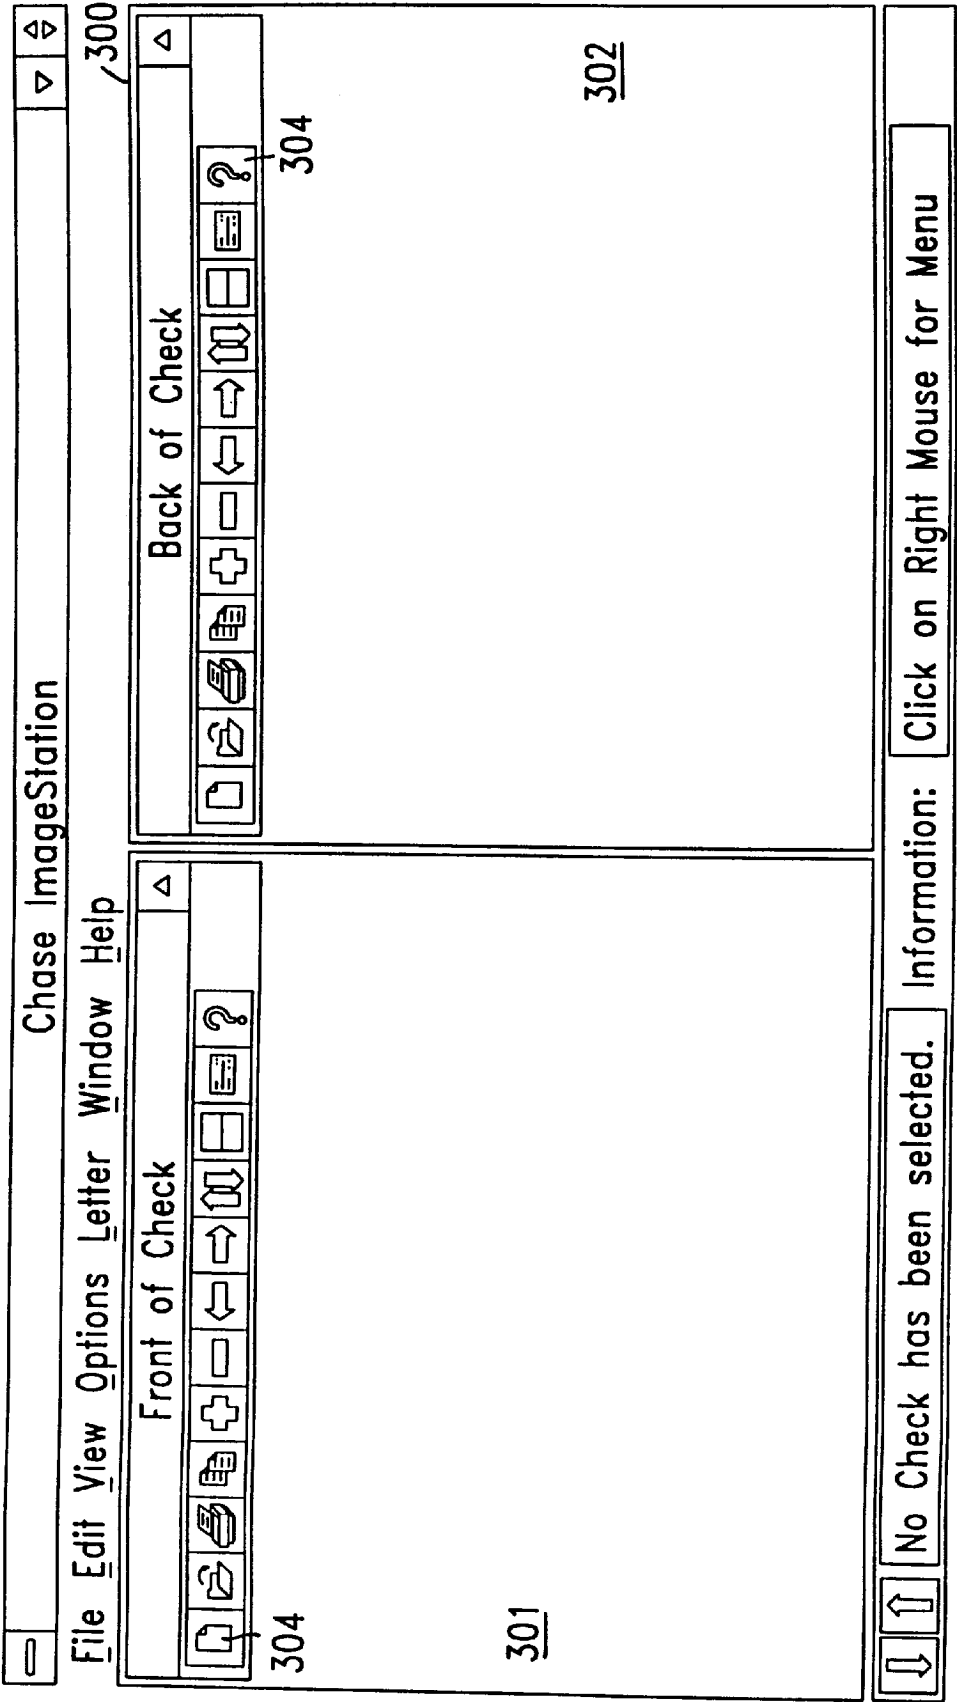 Chase ImageStation
File Edit View Options Letter Window Help
300
Front of Check
Back of Check
?
?
304
304
301
302
No Check has been selected.
Information:
Click on Right Mouse for Menu